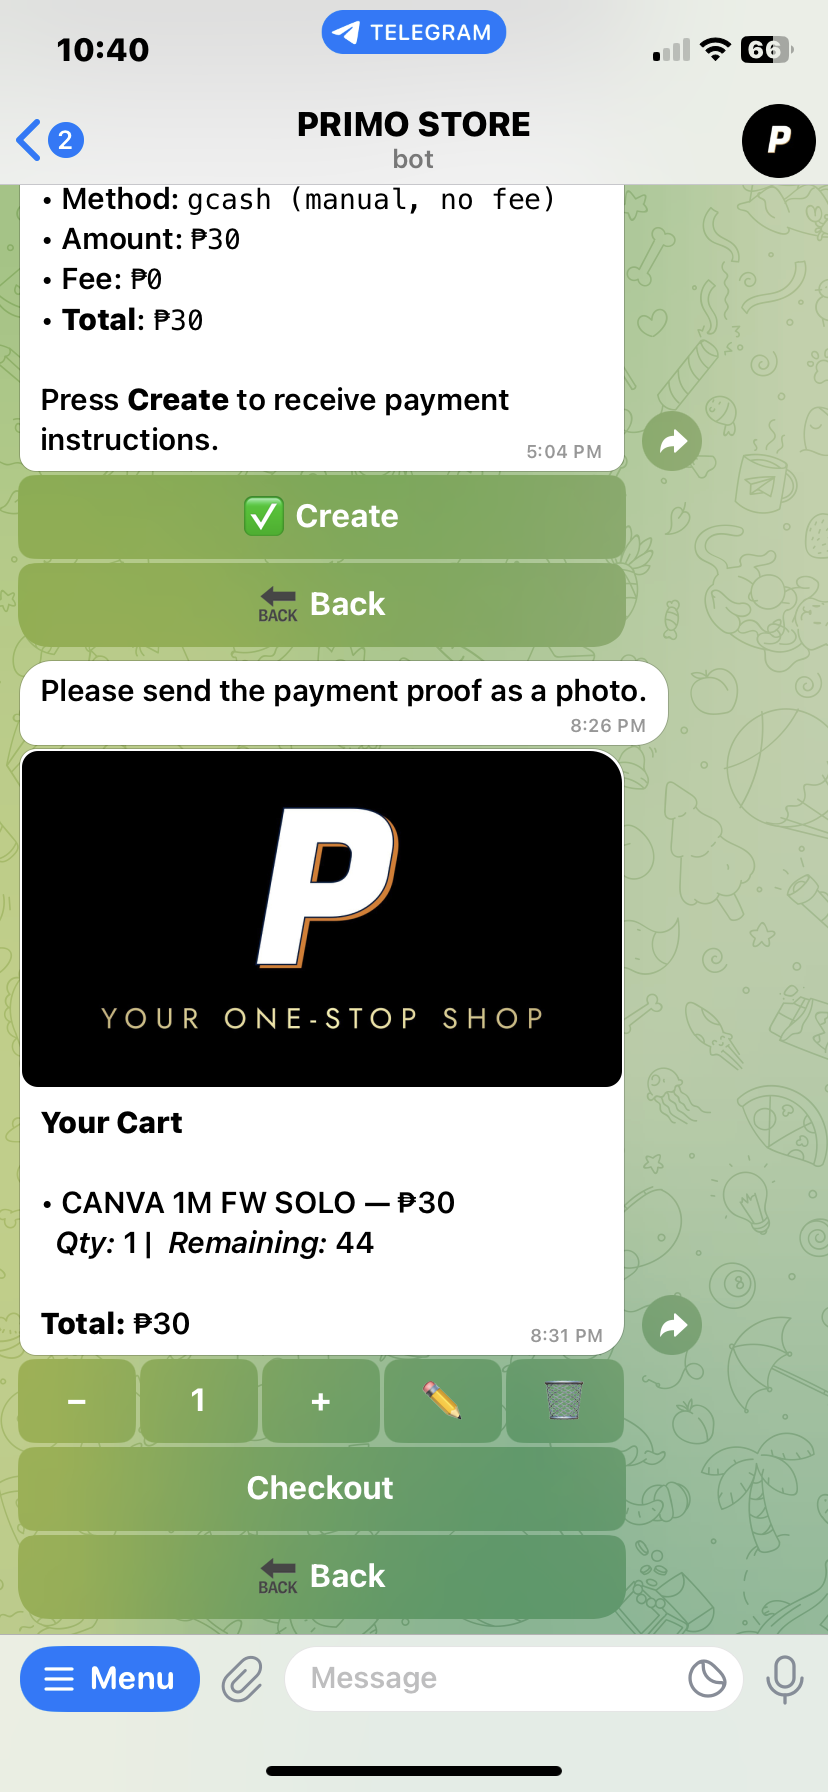 10:40
TELEGRAM
66
2
PRIMO STORE
bot
P
• Method: gcash (manual, no fee)
• Amount: ₱30
• Fee: ₱0
• Total: ₱30
Press Create to receive payment
instructions.
5:04 PM
✅ Create
🔙 Back
Please send the payment proof as a photo.
8:26 PM
P
YOUR ONE-STOP SHOP
Your Cart
• CANVA 1M FW SOLO — ₱30
Qty: 1 | Remaining: 44
Total: ₱30
8:31 PM
− 1 + ✏️ 🗑️
Checkout
🔙 Back
Menu
Message